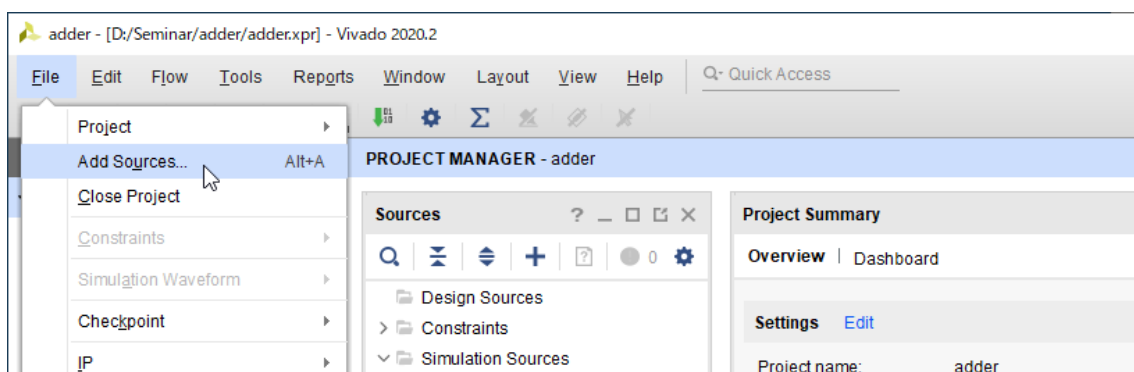 adder - [D:/Seminar/adder/adder.xpr] - Vivado 2020.2
File Edit Flow Tools Reports Window Layout View Help Quick Access
Project
Add Sources... Alt+A
Close Project
Constraints
Simulation Waveform
Checkpoint
IP
PROJECT MANAGER - adder
Sources
0
Design Sources
Constraints
Simulation Sources
Project Summary
Overview | Dashboard
Settings Edit
Project name: adder